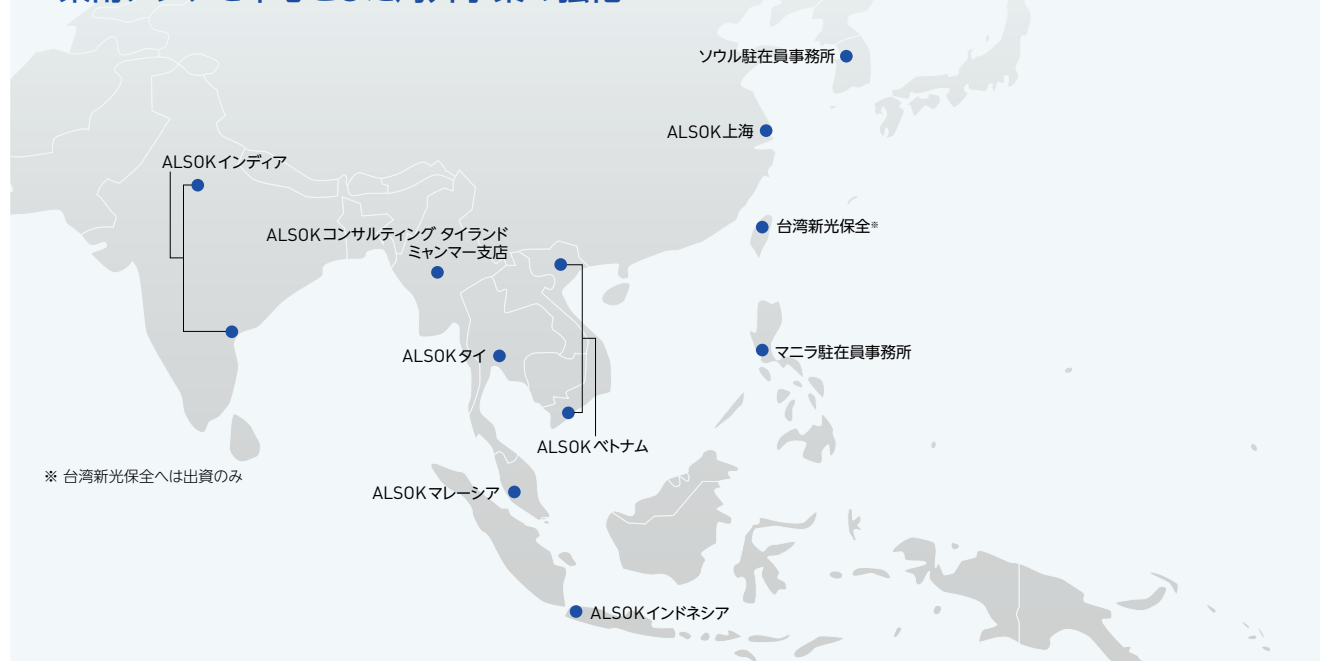 ソウル駐在員事務所
ALSOK上海
ALSOKインディア
台湾新光保全※
ALSOKコンサルティング タイランド
ミャンマー支店
マニラ駐在員事務所
ALSOKタイ
ALSOKベトナム
※ 台湾新光保全へは出資のみ
ALSOKマレーシア
ALSOKインドネシア